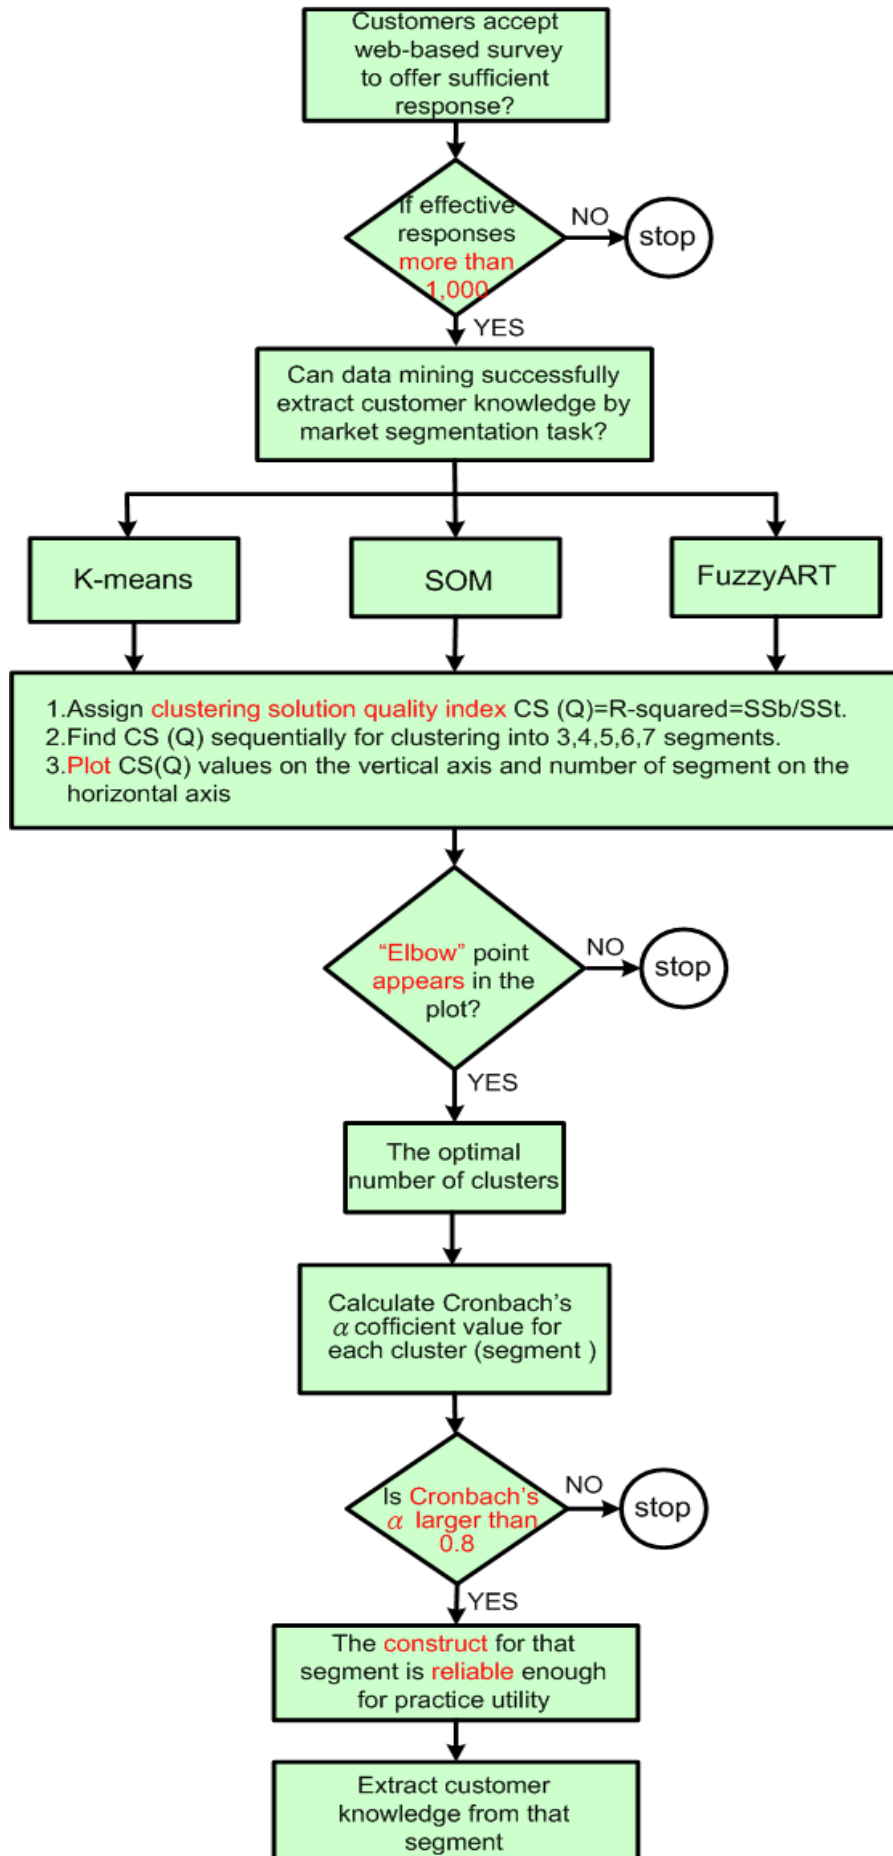 Customers accept
web-based survey
to offer sufficient
response?
If effective
responses
more than
1,000
NO
stop
YES
Can data mining successfully
extract customer knowledge by
market segmentation task?
K-means
SOM
FuzzyART
1.Assign clustering solution quality index CS (Q)=R-squared=SSb/SSt.
2.Find CS (Q) sequentially for clustering into 3,4,5,6,7 segments.
3.Plot CS(Q) values on the vertical axis and number of segment on the
horizontal axis
“Elbow” point
appears in the
plot?
NO
stop
YES
The optimal
number of clusters
Calculate Cronbach’s
α cofficient value for
each cluster (segment )
Is Cronbach’s
α larger than
0.8
NO
stop
YES
The construct for that
segment is reliable enough
for practice utility
Extract customer
knowledge from that
segment